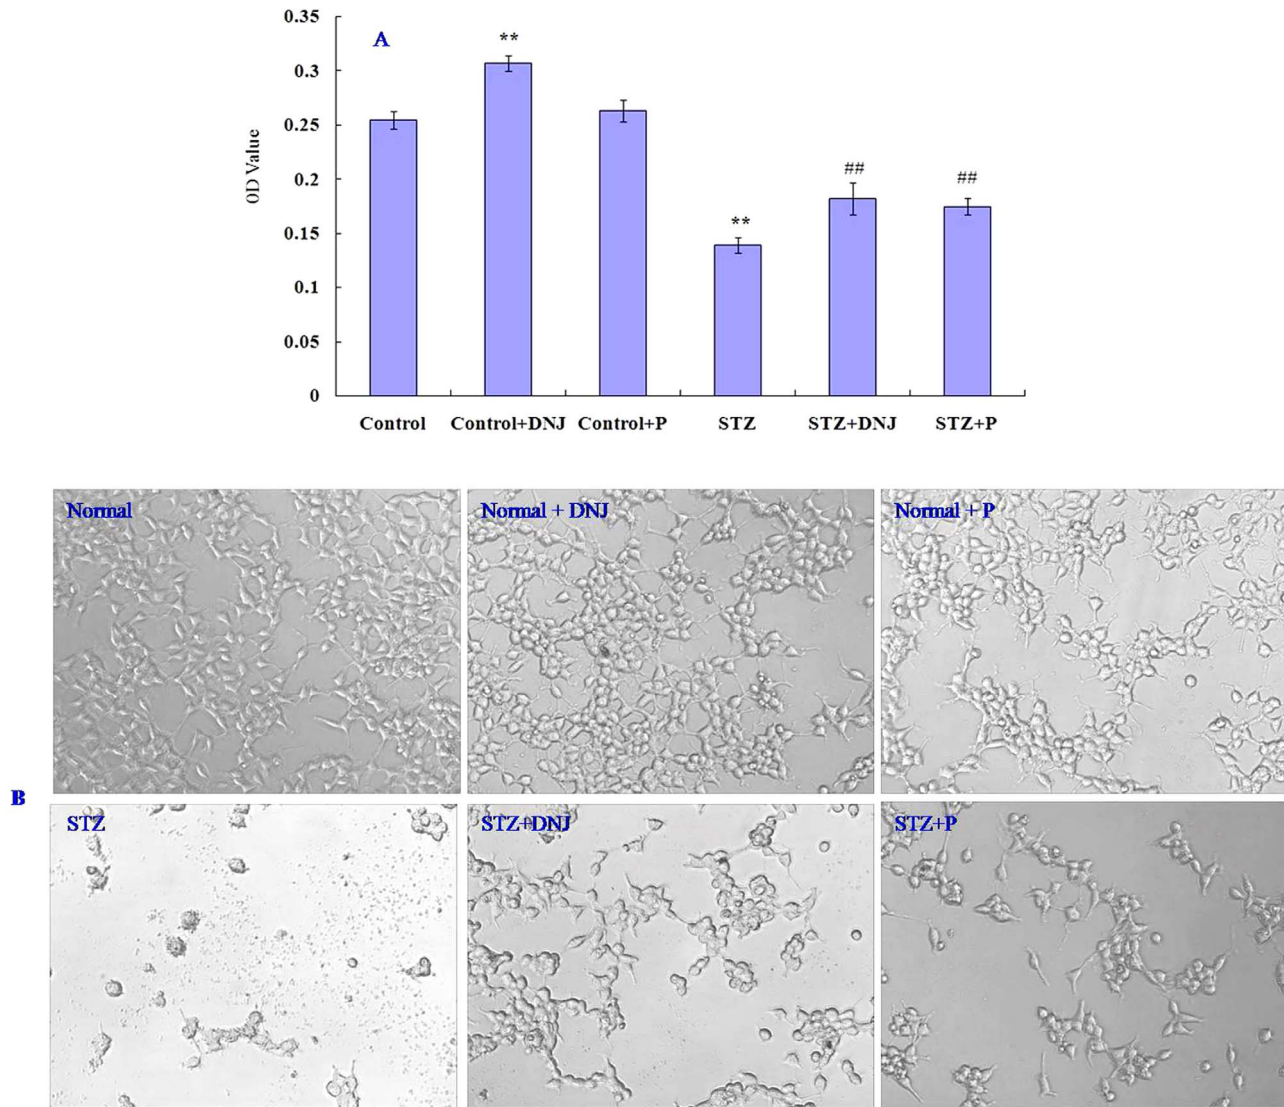 0.35
A
**
0.3
0.25
OD Value
0.2
##
##
0.15
**
0.1
0.05
0
Control Control+DNJ Control+P STZ STZ+DNJ STZ+P
Normal Normal + DNJ Normal + P
B
STZ STZ+DNJ STZ+P